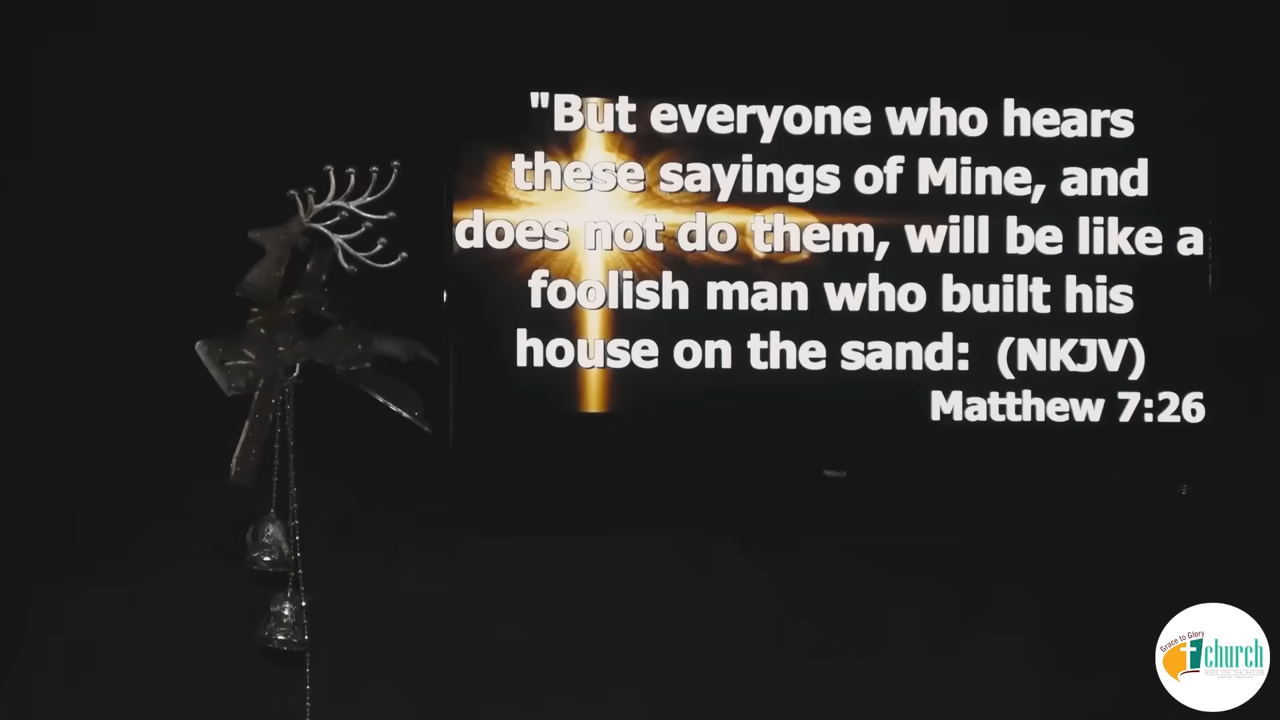 "But everyone who hears
these sayings of Mine, and
does not do them, will be like a
foolish man who built his
house on the sand:  (NKJV)
Matthew 7:26
Grace to Glory
church